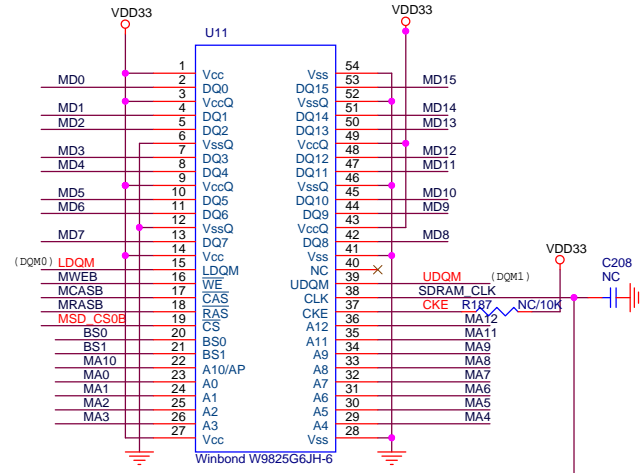 VDD33 VDD33
U11
1 Vcc Vss 54
MD0 2 DQ0 DQ15 53 MD15
3 VccQ VssQ 52
MD1 4 DQ1 DQ14 51 MD14
MD2 5 DQ2 DQ13 50 MD13
6 VssQ VccQ 49
MD3 7 DQ3 DQ12 48 MD12
MD4 8 DQ4 DQ11 47 MD11
9 VccQ VssQ 46
MD5 10 DQ5 DQ10 45 MD10
MD6 11 DQ6 DQ9 44 MD9
12 VssQ VccQ 43
MD7 13 DQ7 DQ8 42 MD8
14 Vcc Vss 41
(DQM0) LDQM 15 LDQM NC 40
MWEB 16 WE UDQM 39 UDQM (DQM1)
MCASB 17 CAS CLK 38 SDRAM_CLK
MRASB 18 RAS CKE 37 CKE R187 NC/10K
VDD33
C208
NC
MSD_CS0B 19 CS A12 36 MA12
BS0 20 BS0 A11 35 MA11
BS1 21 BS1 A9 34 MA9
MA10 22 A10/AP A8 33 MA8
MA0 23 A0 A7 32 MA7
MA1 24 A1 A6 31 MA6
MA2 25 A2 A5 30 MA5
MA3 26 A3 A4 29 MA4
27 Vcc Vss 28
Winbond W9825G6JH-6